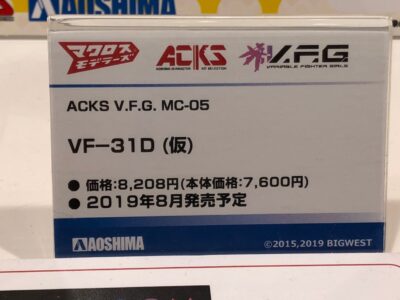 AOSHIMA
マクロス
モデラーズ
ACKS
V.F.G
VARIABLE FIGHTER GIRLS
ACKS V.F.G. MC-05
VF−31D (仮)
● 価格:8,208円(本体価格:7,600円)
● 2019年8月発売予定
AOSHIMA
©2015,2019 BIGWEST